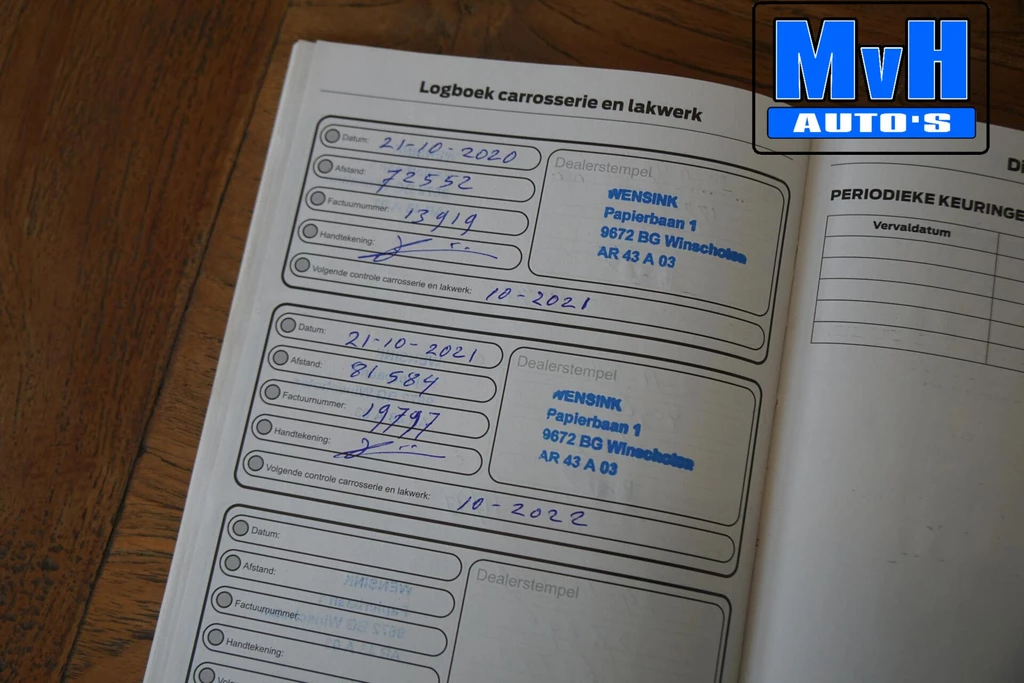 MvH
AUTO'S
Logboek carrosserie en lakwerk
Datum: 21-10-2020
Afstand: 72552
Factuurnummer: 13919
Handtekening:
Volgende controle carrosserie en lakwerk: 10-2021
Dealerstempel
WENSINK
Papierbaan 1
9672 BG Winschoten
AR 43 A 03
Datum: 21-10-2021
Afstand: 81584
Factuurnummer: 19797
Handtekening:
Volgende controle carrosserie en lakwerk: 10-2022
Dealerstempel
WENSINK
Papierbaan 1
9672 BG Winschoten
AR 43 A 03
Datum:
Afstand:
Factuurnummer:
Handtekening:
Dealerstempel
PERIODIEKE KEURINGE
Vervaldatum